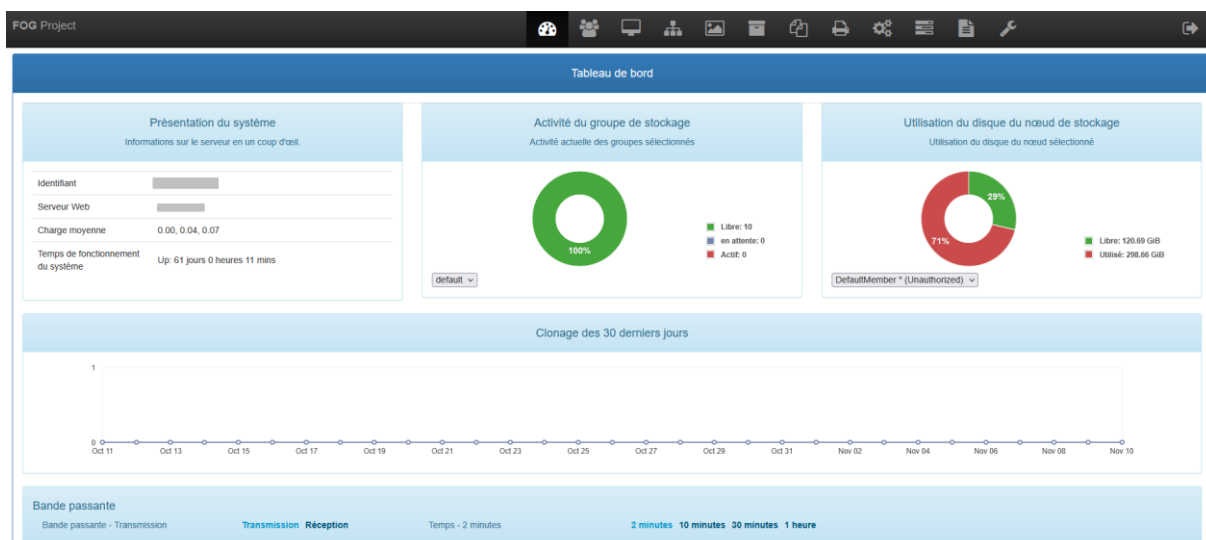 FOG Project
Tableau de bord
Présentation du système
Informations sur le serveur en un coup d'œil.
Identifiant
Serveur Web
Charge moyenne 0.00, 0.04, 0.07
Temps de fonctionnement du système Up: 61 jours 0 heures 11 mins
Activité du groupe de stockage
Activité actuelle des groupes sélectionnés
100%
Libre: 10
en attente: 0
Actif: 0
default
Utilisation du disque du nœud de stockage
Utilisation du disque du nœud sélectionné
29%
71%
Libre: 120.69 GiB
Utilisé: 298.66 GiB
DefaultMember * (Unauthorized)
Clonage des 30 derniers jours
1
0
Oct 11 Oct 13 Oct 15 Oct 17 Oct 19 Oct 21 Oct 23 Oct 25 Oct 27 Oct 29 Oct 31 Nov 02 Nov 04 Nov 06 Nov 08 Nov 10
Bande passante
Bande passante - Transmission Transmission Réception Temps - 2 minutes 2 minutes 10 minutes 30 minutes 1 heure